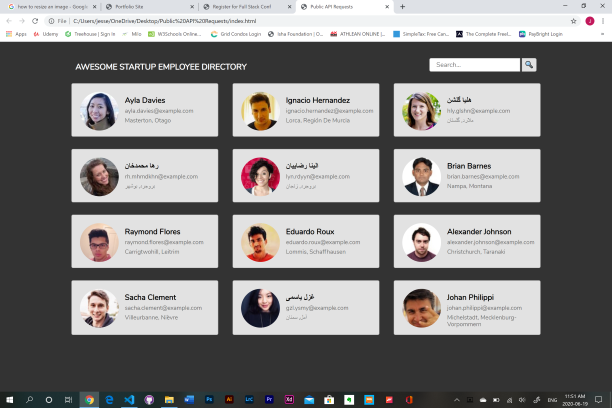 how to resize an image - Google
Portfolio Site
Register for Full Stack Conf
Public API Requests
File
C:/Users/jesse/OneDrive/Desktop/Public%20API%20Requests/index.html
Apps
Udemy
Treehouse | Sign In
Milo
W3Schools Online...
Grid Condos Login
Isha Foundation | O...
ATHLEAN ONLINE |...
SimpleTax: Free Can...
The Complete Freel...
PayBright Login
AWESOME STARTUP EMPLOYEE DIRECTORY
Search...
Ayla Davies
ayla.davies@example.com
Masterton, Otago
Ignacio Hernandez
ignacio.hernandez@example.com
Lorca, Región De Murcia
هلیا گلشن
hly.glshn@example.com
ملارد, گلستان
رها محمدخان
rh.mhmdkhn@example.com
بروجرد, بوشهر
الینا رضاییان
lyn.rdyyn@example.com
بروجرد, زنجان
Brian Barnes
brian.barnes@example.com
Nampa, Montana
Raymond Flores
raymond.flores@example.com
Carrigtwohill, Leitrim
Eduardo Roux
eduardo.roux@example.com
Lommis, Schaffhausen
Alexander Johnson
alexander.johnson@example.com
Christchurch, Taranaki
Sacha Clement
sacha.clement@example.com
Villeurbanne, Nièvre
غزل یاسمی
gzl.ysmy@example.com
آمل, سمنان
Johan Philippi
johan.philippi@example.com
Michelstadt, Mecklenburg-
Vorpommern
ENG
11:51 AM
2020-06-19